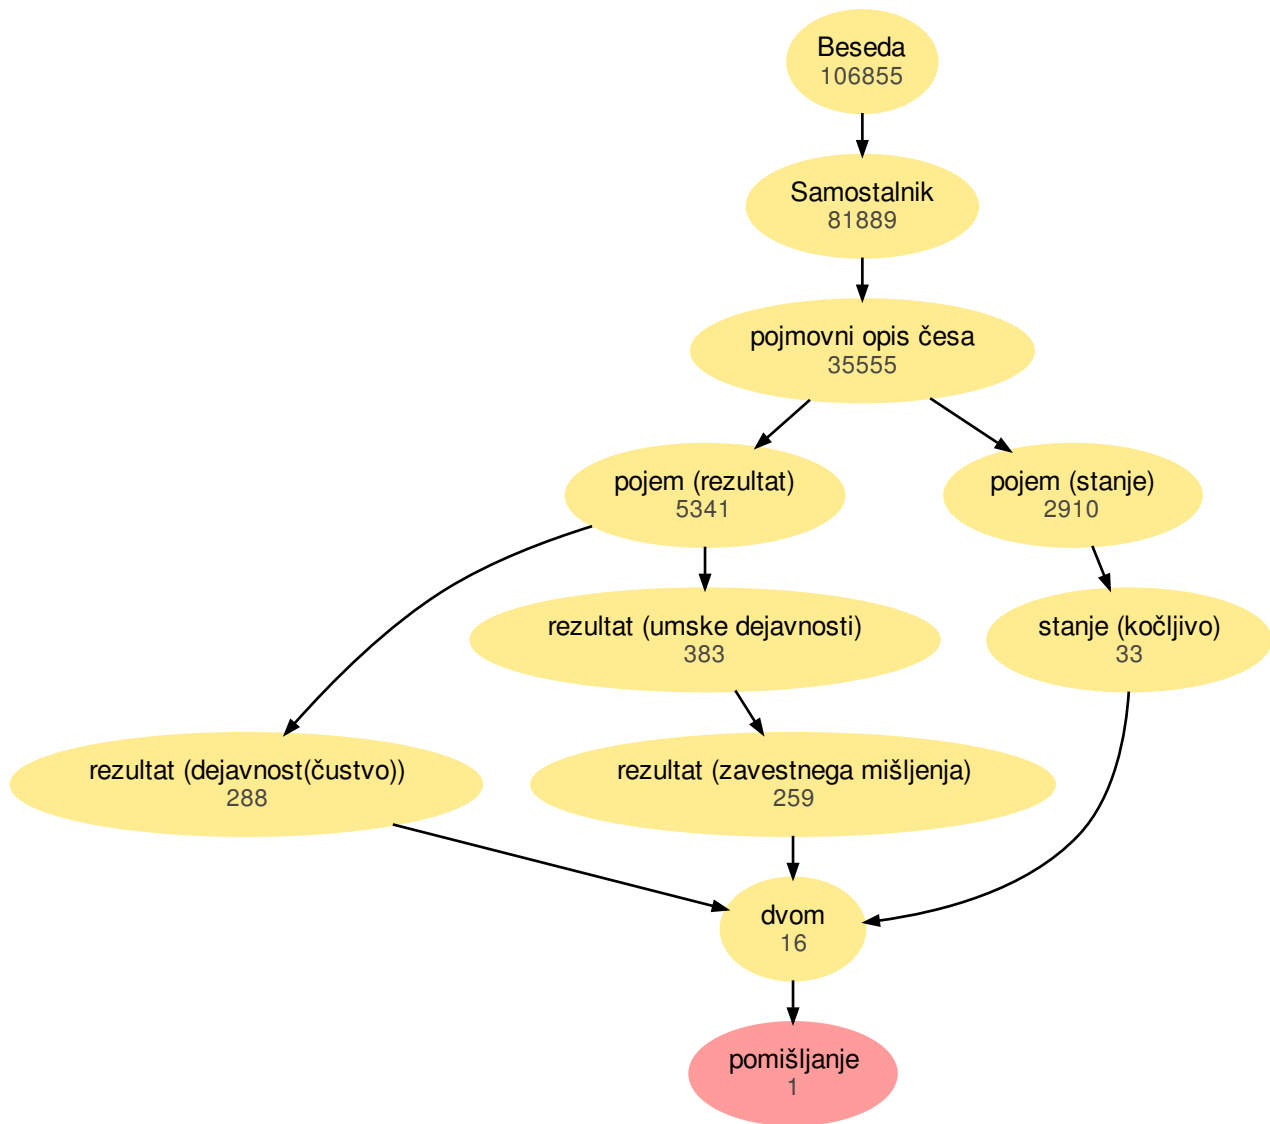 Beseda
106855
Samostalnik
81889
pojmovni opis česa
35555
pojem (rezultat)
5341
pojem (stanje)
2910
rezultat (umske dejavnosti)
383
stanje (kočljivo)
33
rezultat (dejavnost(čustvo))
288
rezultat (zavestnega mišljenja)
259
dvom
16
pomišljanje
1